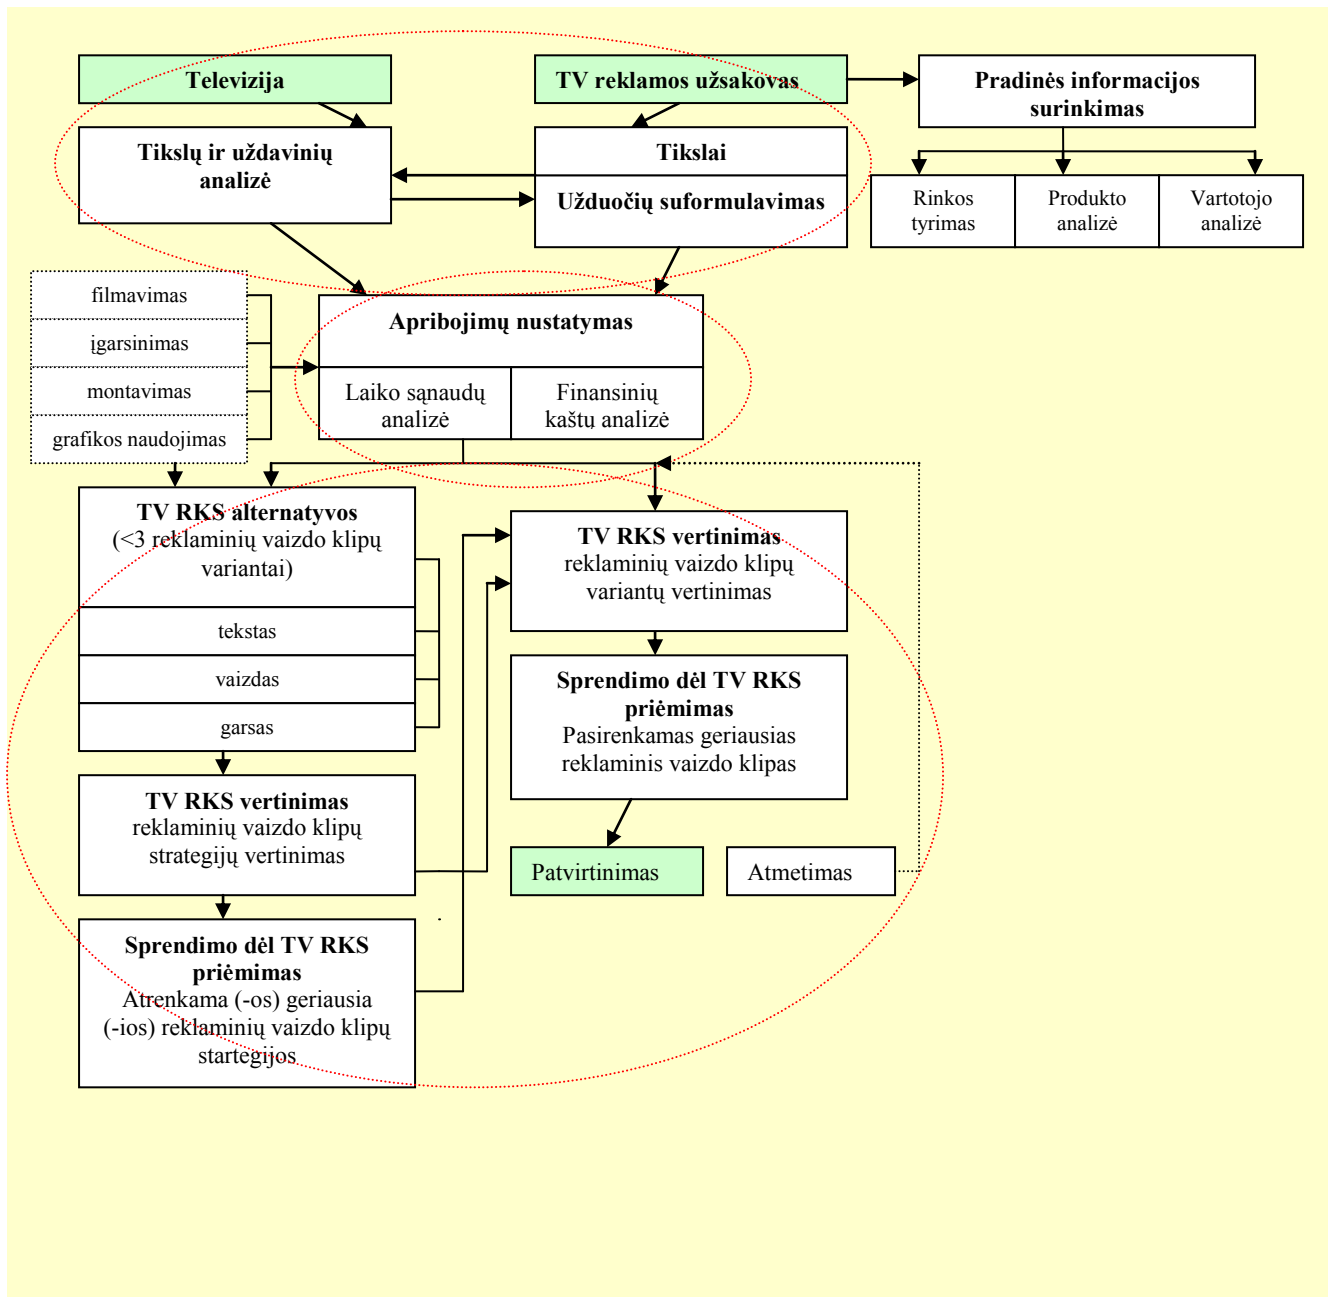 Televizija
TV reklamos užsakovas
Pradinės informacijos
surinkimas
Tikslų ir uždavinių
analizė
Tikslai
Užduočių suformulavimas
Rinkos
tyrimas
Produkto
analizė
Vartotojo
analizė
filmavimas
įgarsinimas
montavimas
grafikos naudojimas
Apribojimų nustatymas
Laiko sąnaudų
analizė
Finansinių
kaštų analizė
TV RKS alternatyvos
(<3 reklaminių vaizdo klipų
variantai)
tekstas
vaizdas
garsas
TV RKS vertinimas
reklaminių vaizdo klipų
variantų vertinimas
Sprendimo dėl TV RKS
priėmimas
Pasirenkamas geriausias
reklaminis vaizdo klipas
TV RKS vertinimas
reklaminių vaizdo klipų
strategijų vertinimas
Patvirtinimas
Atmetimas
Sprendimo dėl TV RKS
priėmimas
Atrenkama (-os) geriausia
(-ios) reklaminių vaizdo klipų
startegijos